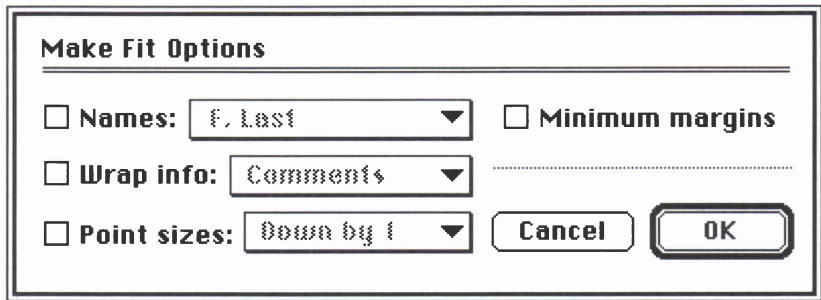 Make Fit Options
Names: F. Last
Minimum margins
Wrap info: Comments
Point sizes: Down by 1
Cancel
OK